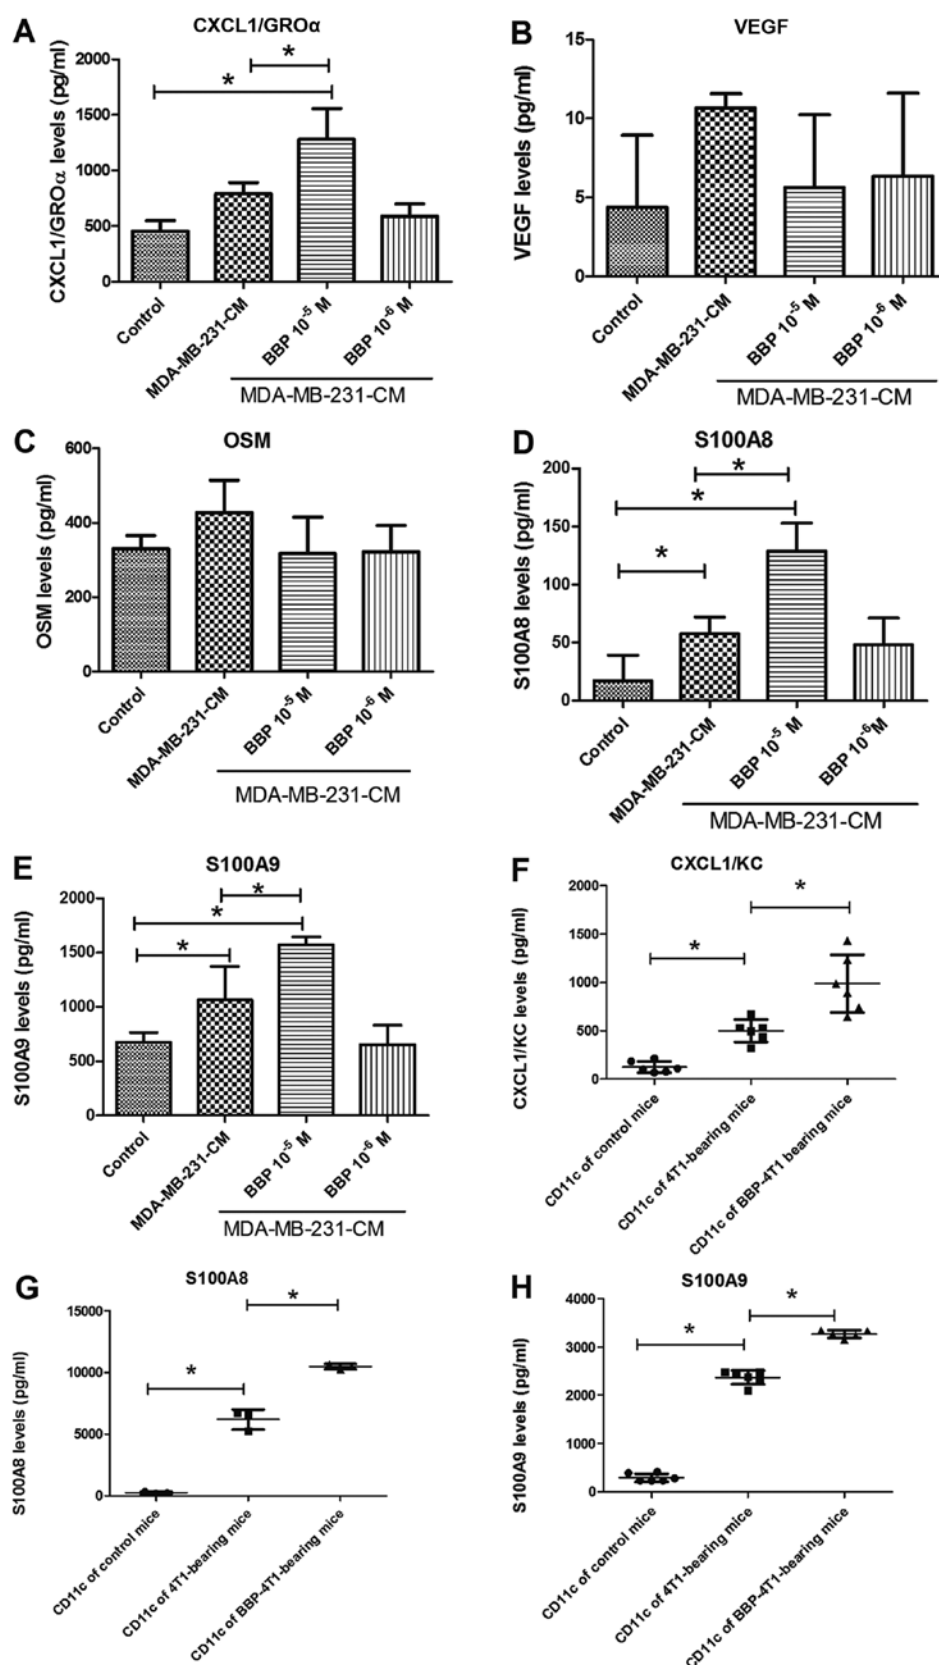 A
CXCL1/GROα
CXCL1/GROα levels (pg/ml)
2000
1500
1000
500
0
*
*
Control
MDA-MB-231-CM
BBP 10⁻⁵ M
BBP 10⁻⁶ M
MDA-MB-231-CM
B
VEGF
VEGF levels (pg/ml)
15
10
5
0
Control
MDA-MB-231-CM
BBP 10⁻⁵ M
BBP 10⁻⁶ M
MDA-MB-231-CM
C
OSM
OSM levels (pg/ml)
600
400
200
0
Control
MDA-MB-231-CM
BBP 10⁻⁵ M
BBP 10⁻⁶ M
MDA-MB-231-CM
D
S100A8
S100A8 levels (pg/ml)
200
150
100
50
0
*
*
*
Control
MDA-MB-231-CM
BBP 10⁻⁵ M
BBP 10⁻⁶ M
MDA-MB-231-CM
E
S100A9
S100A9 levels (pg/ml)
2000
1500
1000
500
0
*
*
*
Control
MDA-MB-231-CM
BBP 10⁻⁵ M
BBP 10⁻⁶ M
MDA-MB-231-CM
F
CXCL1/KC
CXCL1/KC levels (pg/ml)
2000
1500
1000
500
0
*
*
CD11c of control mice
CD11c of 4T1-bearing mice
CD11c of BBP-4T1 bearing mice
G
S100A8
S100A8 levels (pg/ml)
15000
10000
5000
0
*
*
CD11c of control mice
CD11c of 4T1-bearing mice
CD11c of BBP-4T1-bearing mice
H
S100A9
S100A9 levels (pg/ml)
4000
3000
2000
1000
0
*
*
CD11c of control mice
CD11c of 4T1-bearing mice
CD11c of BBP-4T1-bearing mice